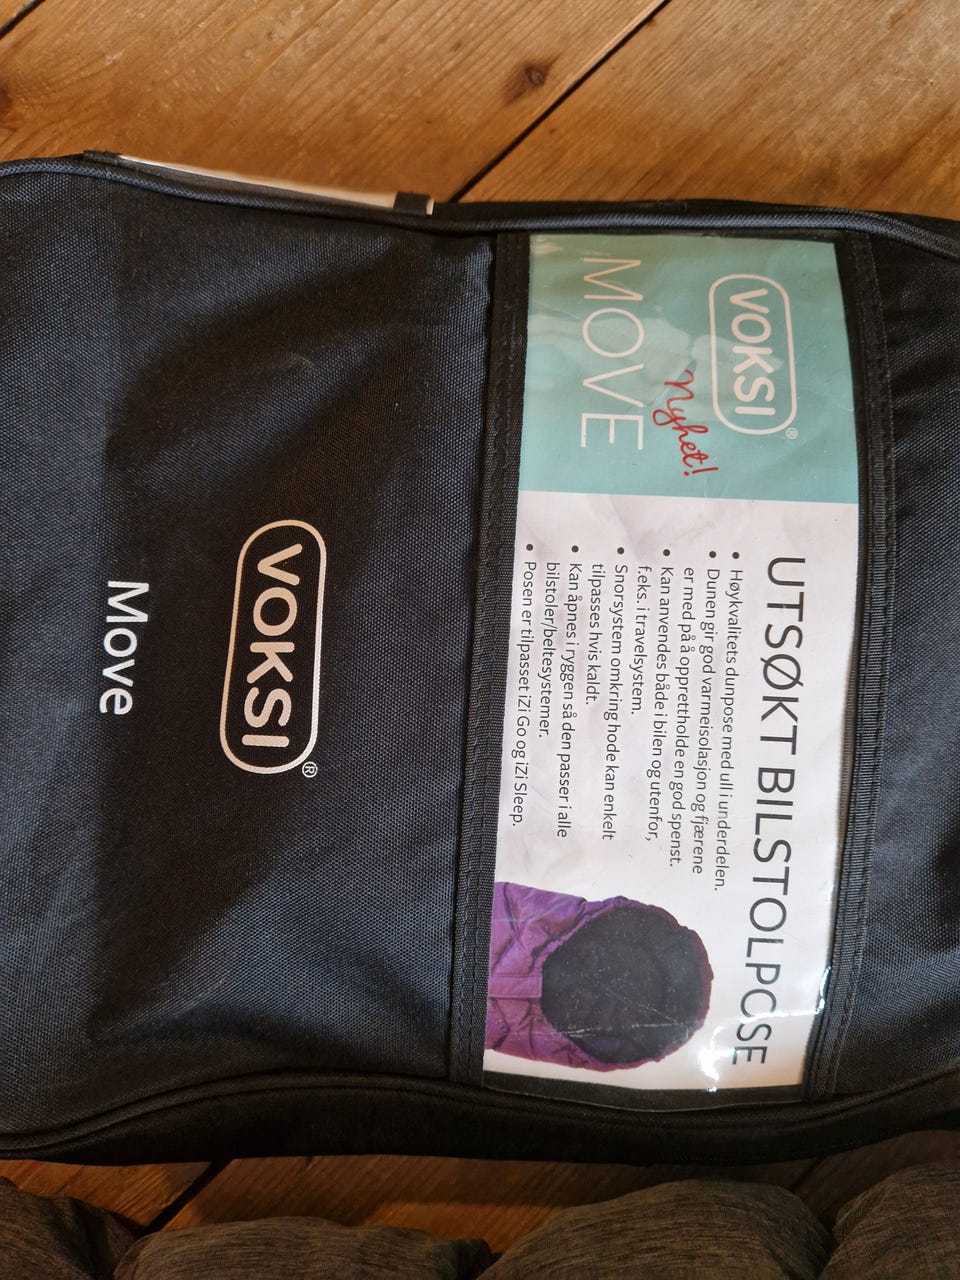 VOKSI®
Nyhet!
MOVE
UTSØKT BILSTOLPOSE
• Høykvalitets dunpose med ull i underdelen.
• Dunen gir god varmeisolasjon og fjærene
er med på å opprettholde en god spenst.
• Kan anvendes både i bilen og utenfor,
f.eks. i travelsystem.
• Snorsystem omkring hode kan enkelt
tilpasses hvis kaldt.
• Kan åpnes i ryggen så den passer i alle
bilstoler/beltesystemer.
• Posen er tilpasset iZi Go og iZi Sleep.
VOKSI®
Move